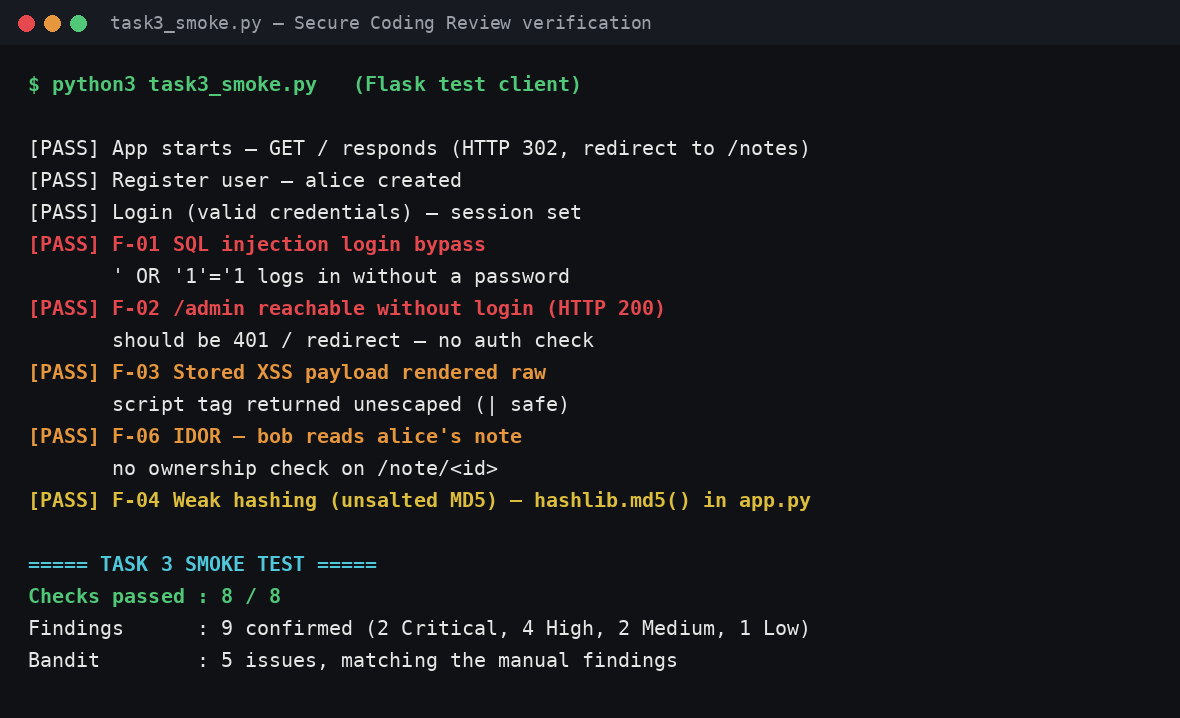 task3_smoke.py — Secure Coding Review verification
$ python3 task3_smoke.py   (Flask test client)
[PASS] App starts — GET / responds (HTTP 302, redirect to /notes)
[PASS] Register user — alice created
[PASS] Login (valid credentials) — session set
[PASS] F-01 SQL injection login bypass
' OR '1'='1 logs in without a password
[PASS] F-02 /admin reachable without login (HTTP 200)
should be 401 / redirect — no auth check
[PASS] F-03 Stored XSS payload rendered raw
script tag returned unescaped (| safe)
[PASS] F-06 IDOR — bob reads alice's note
no ownership check on /note/<id>
[PASS] F-04 Weak hashing (unsalted MD5) — hashlib.md5() in app.py
===== TASK 3 SMOKE TEST =====
Checks passed : 8 / 8
Findings      : 9 confirmed (2 Critical, 4 High, 2 Medium, 1 Low)
Bandit        : 5 issues, matching the manual findings